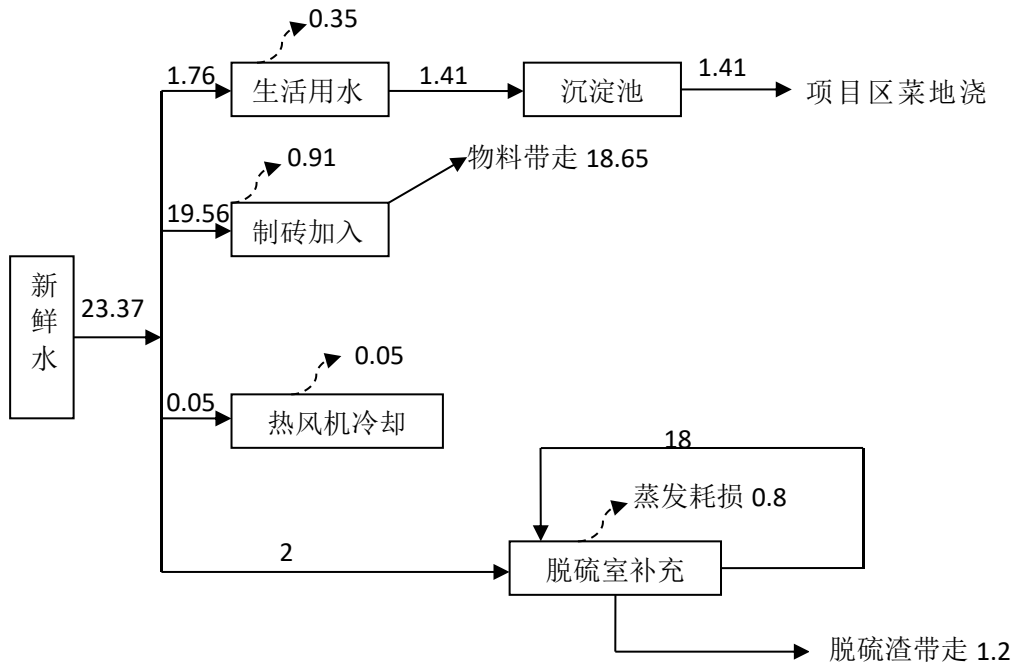 0.35
1.76
生活用水
1.41
沉淀池
1.41
项目区菜地浇
0.91
物料带走 18.65
19.56
制砖加入
新
鲜
水
23.37
0.05
0.05
热风机冷却
18
蒸发耗损 0.8
2
脱硫室补充
脱硫渣带走 1.2